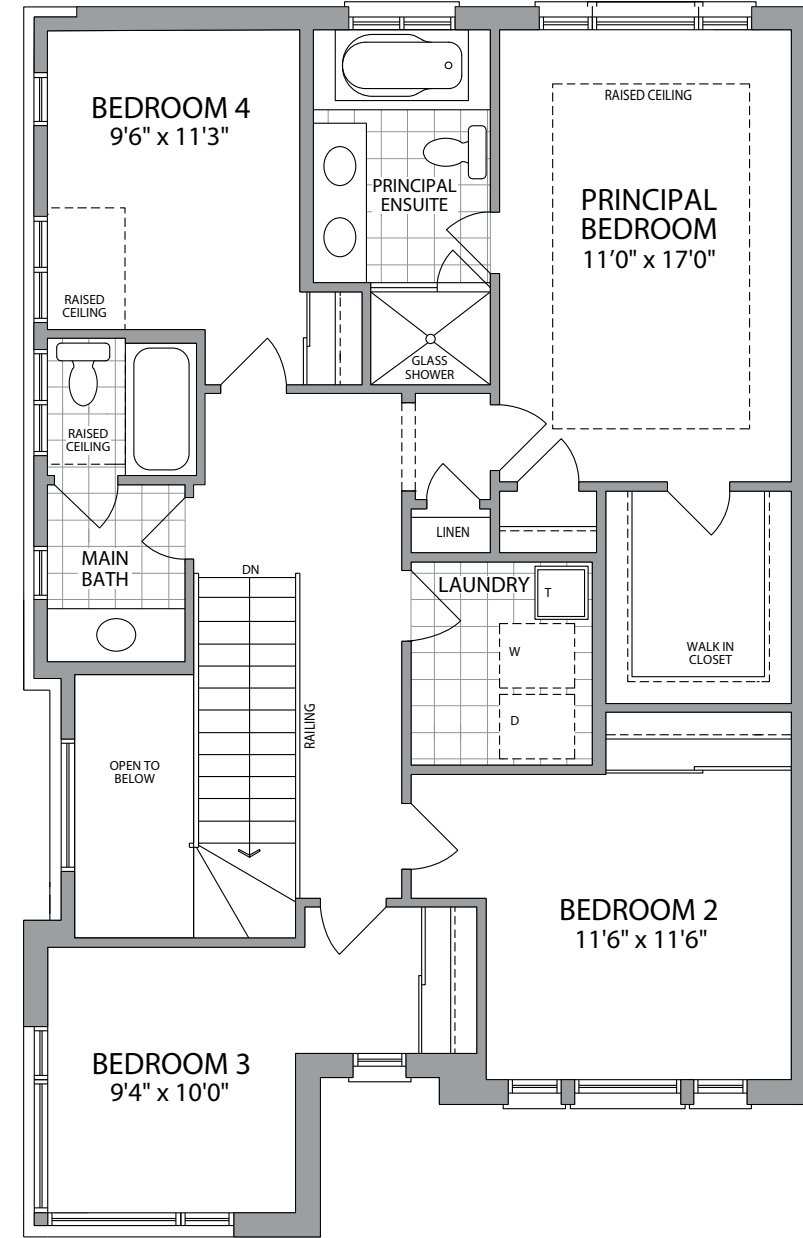 BEDROOM 4
9'6" x 11'3"
RAISED
CEILING
PRINCIPAL
ENSUITE
RAISED CEILING
PRINCIPAL
BEDROOM
11’0" x 17'0"
GLASS
SHOWER
RAISED
CEILING
MAIN
BATH
LINEN
DN
LAUNDRY
T
W
D
WALK IN
CLOSET
RAILING
OPEN TO
BELOW
BEDROOM 2
11'6" x 11'6"
BEDROOM 3
9'4" x 10'0"